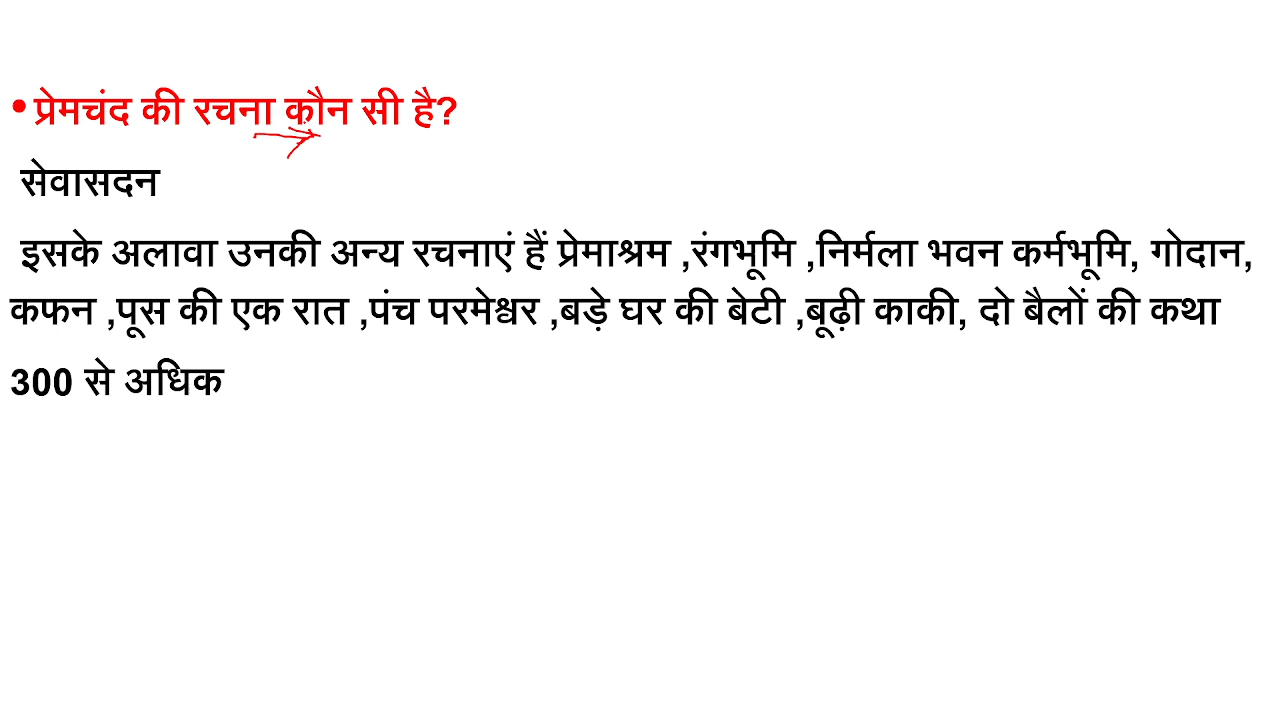 • प्रेमचंद की रचना कौन सी है?
सेवासदन
इसके अलावा उनकी अन्य रचनाएं हैं प्रेमाश्रम ,रंगभूमि ,निर्मला भवन कर्मभूमि, गोदान,
कफन ,पूस की एक रात ,पंच परमेश्वर ,बड़े घर की बेटी ,बूढ़ी काकी, दो बैलों की कथा
300 से अधिक